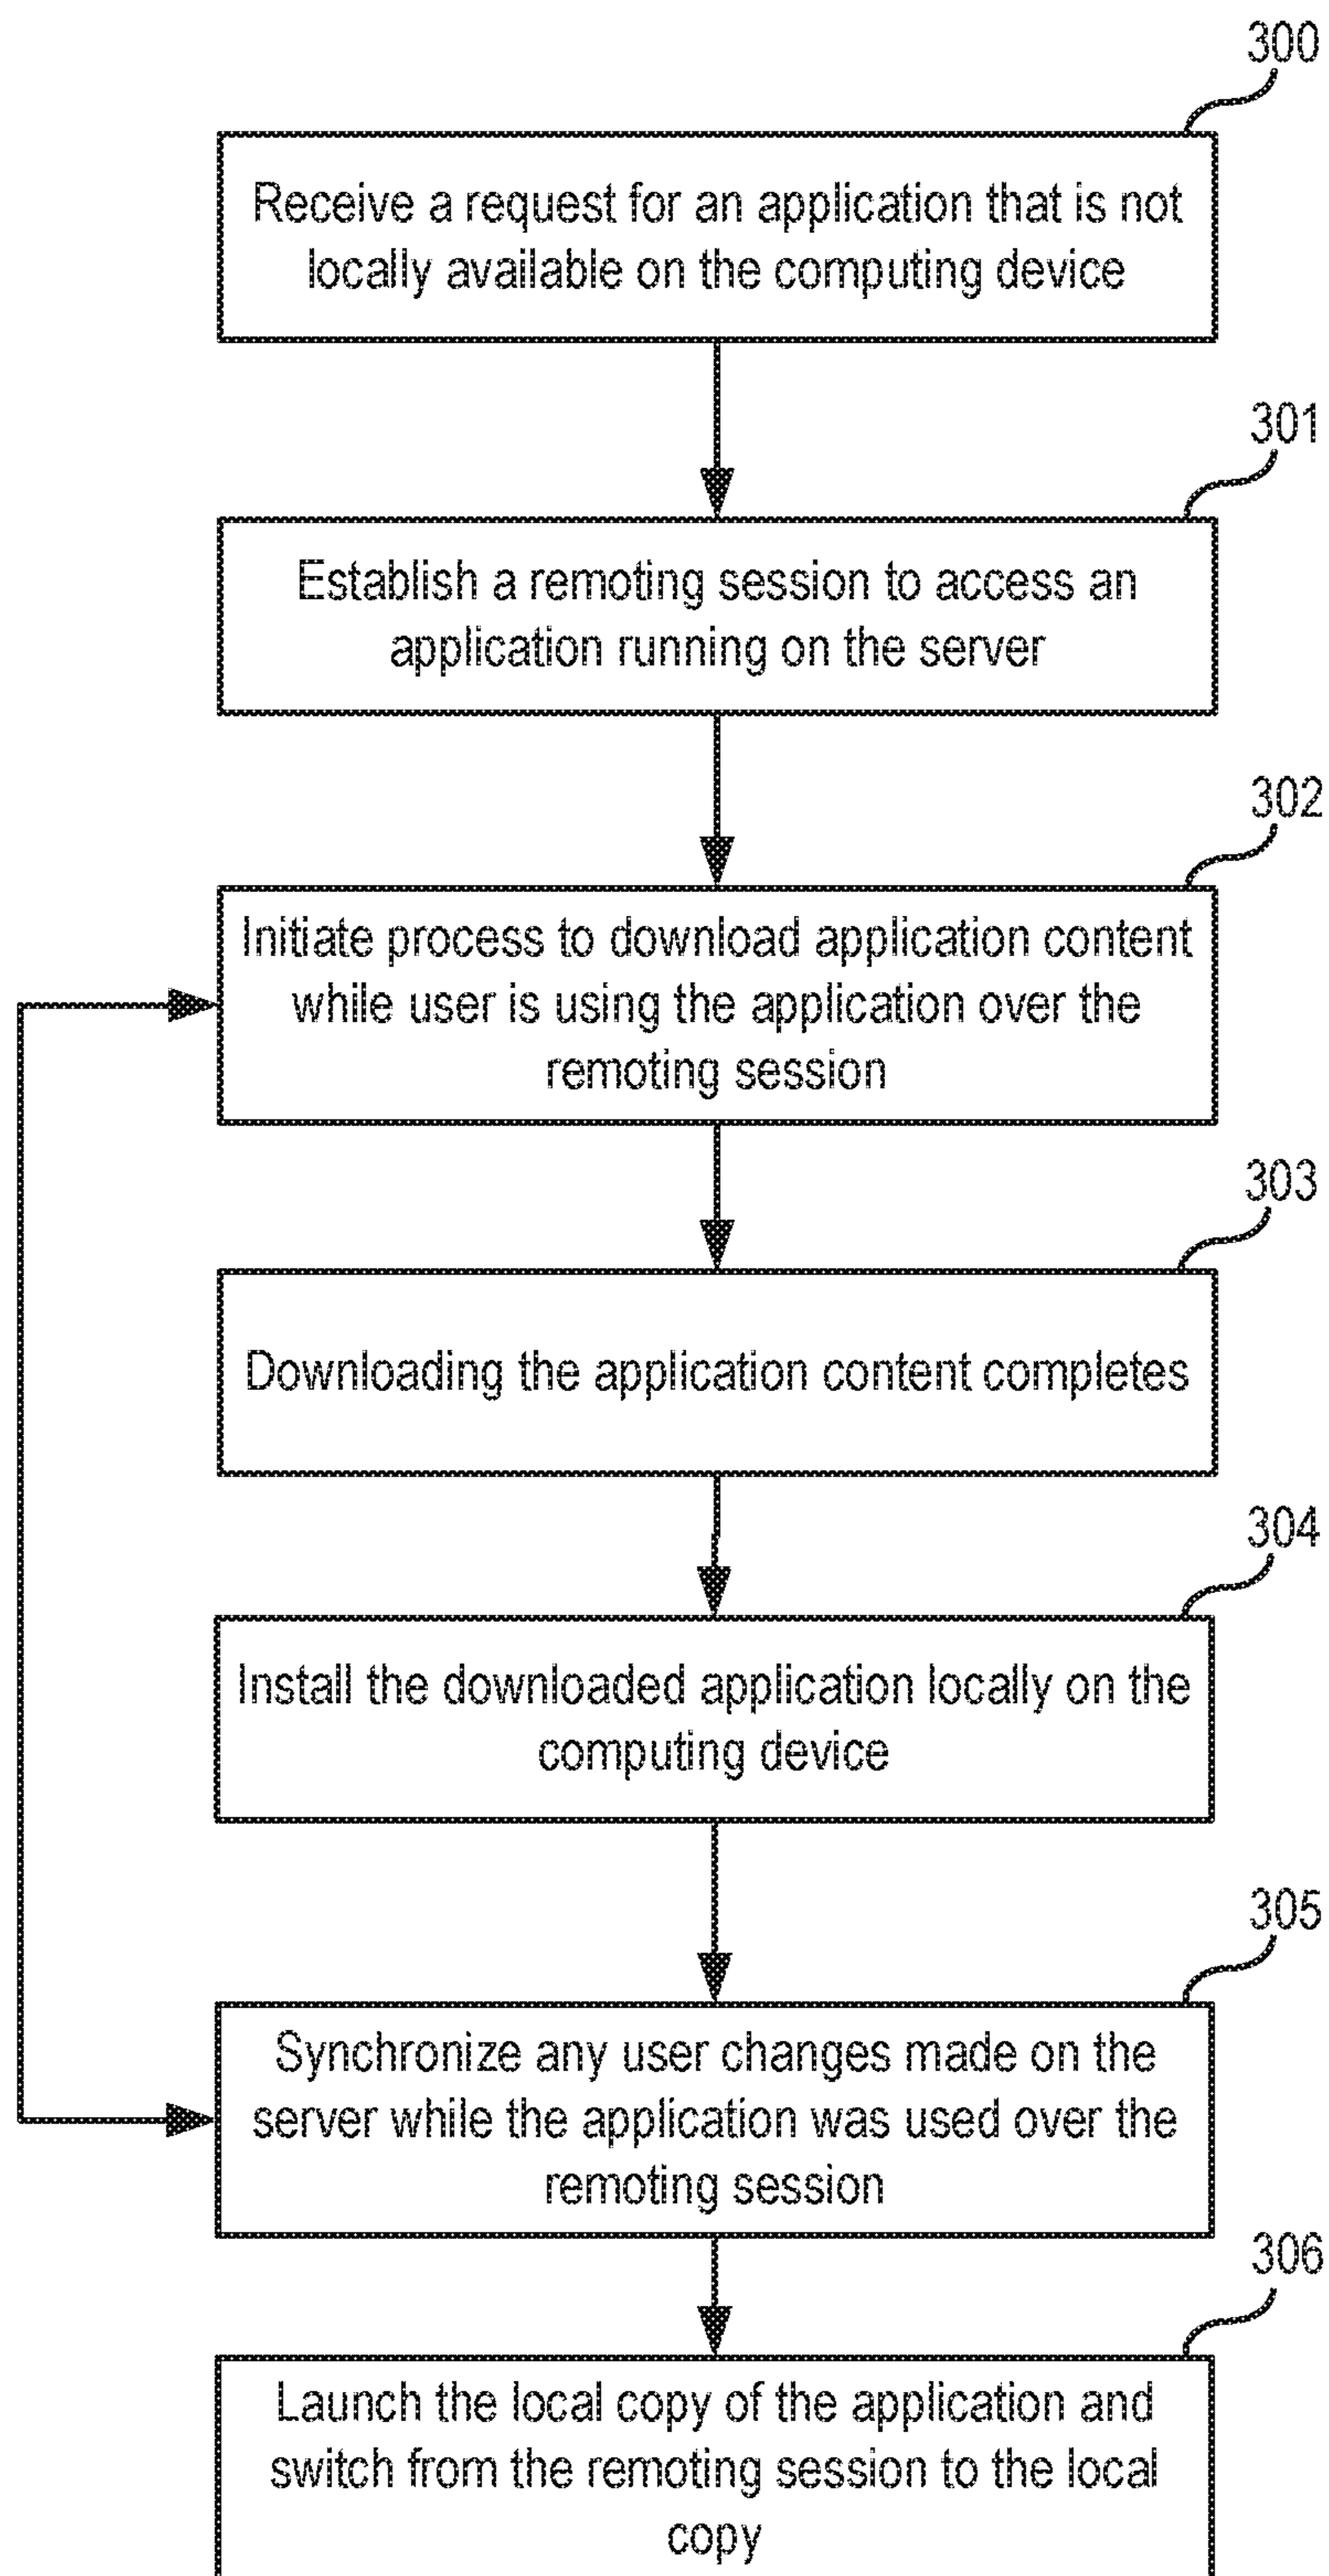 300
Receive a request for an application that is not
locally available on the computing device
301
Establish a remoting session to access an
application running on the server
302
Initiate process to download application content
while user is using the application over the
remoting session
303
Downloading the application content completes
304
Install the downloaded application locally on the
computing device
305
Synchronize any user changes made on the
server while the application was used over the
remoting session
306
Launch the local copy of the application and
switch from the remoting session to the local
copy